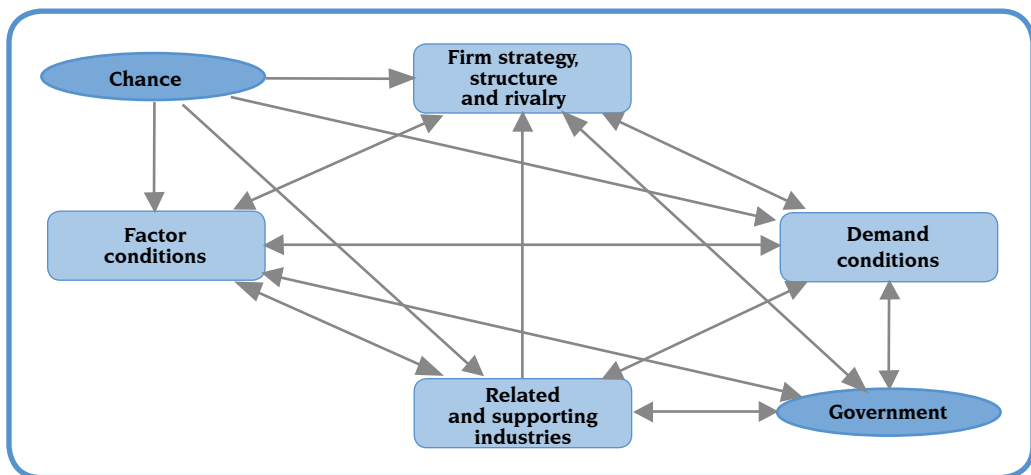 Chance
Firm strategy,
structure
and rivalry
Factor
conditions
Demand
conditions
Related
and supporting
industries
Government